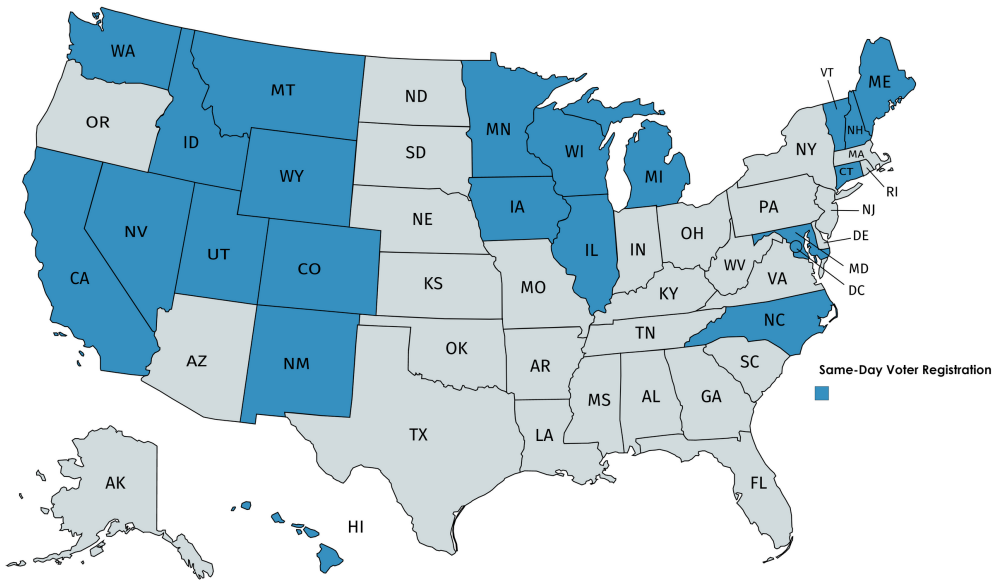 WA
OR
CA
NV
ID
MT
WY
UT
CO
AZ
NM
ND
SD
NE
KS
OK
TX
MN
IA
MO
AR
LA
WI
IL
MI
IN
OH
KY
TN
MS
AL
GA
FL
SC
NC
VA
WV
PA
NY
VT
NH
ME
MA
CT
RI
NJ
DE
MD
DC
AK
HI
Same-Day Voter Registration